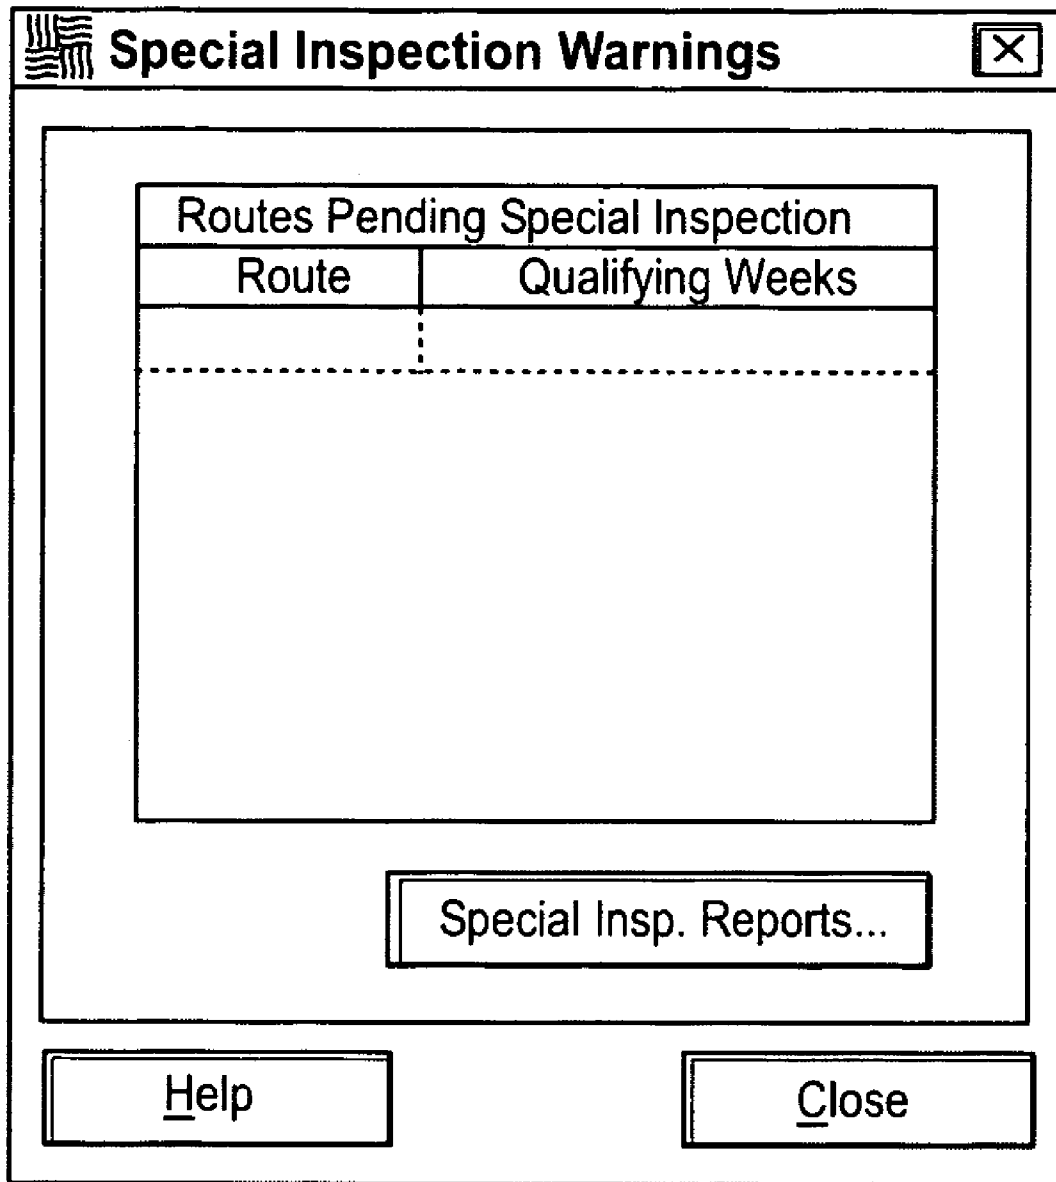 Special Inspection Warnings
Routes Pending Special Inspection
Route Qualifying Weeks
Special Insp. Reports...
Help Close